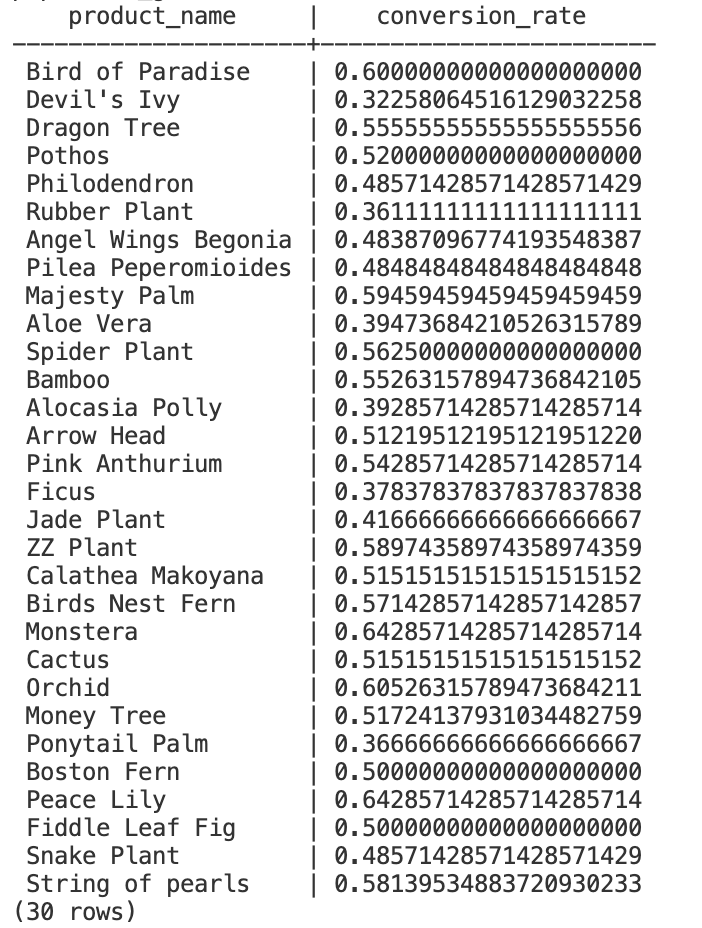 product_name | conversion_rate
----------------------+-------------------------
Bird of Paradise | 0.60000000000000000000
Devil's Ivy | 0.32258064516129032258
Dragon Tree | 0.55555555555555555556
Pothos | 0.52000000000000000000
Philodendron | 0.48571428571428571429
Rubber Plant | 0.36111111111111111111
Angel Wings Begonia | 0.48387096774193548387
Pilea Peperomioides | 0.48484848484848484848
Majesty Palm | 0.59459459459459459459
Aloe Vera | 0.39473684210526315789
Spider Plant | 0.56250000000000000000
Bamboo | 0.55263157894736842105
Alocasia Polly | 0.39285714285714285714
Arrow Head | 0.51219512195121951220
Pink Anthurium | 0.54285714285714285714
Ficus | 0.37837837837837837838
Jade Plant | 0.41666666666666666667
ZZ Plant | 0.58974358974358974359
Calathea Makoyana | 0.51515151515151515152
Birds Nest Fern | 0.57142857142857142857
Monstera | 0.64285714285714285714
Cactus | 0.51515151515151515152
Orchid | 0.60526315789473684211
Money Tree | 0.51724137931034482759
Ponytail Palm | 0.36666666666666666667
Boston Fern | 0.50000000000000000000
Peace Lily | 0.64285714285714285714
Fiddle Leaf Fig | 0.50000000000000000000
Snake Plant | 0.48571428571428571429
String of pearls | 0.58139534883720930233
(30 rows)